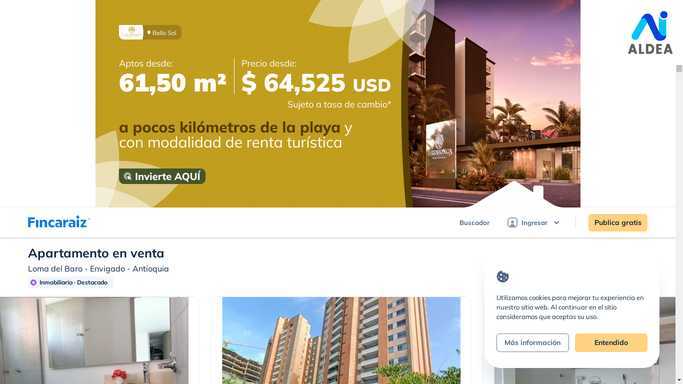 Bello Sol
ALDEA
Aptos desde:
61,50 m²
Precio desde:
$ 64,525 USD
Sujeto a tasa de cambio*
a pocos kilómetros de la playa y
con modalidad de renta turística
Invierte AQUÍ
Fincaraiz
Buscador
Ingresar
Publica gratis
Apartamento en venta
Loma del Barro - Envigado - Antioquia
Inmobiliaria · Destacado
Utilizamos cookies para mejorar tu experiencia en
nuestro sitio web. Al continuar en el sitio
consideramos que aceptas su uso.
Más información
Entendido